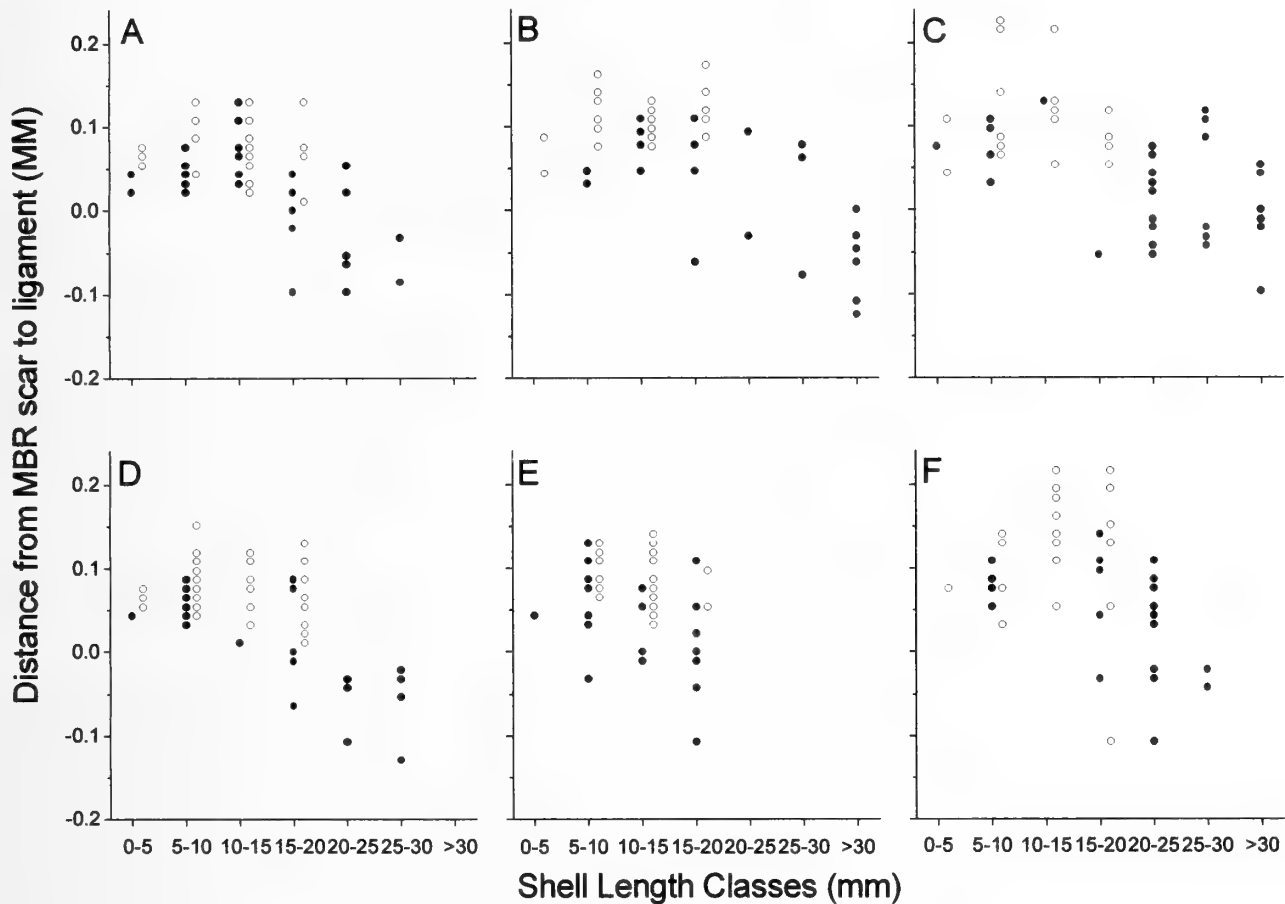 Distance from MBR scar to ligament (MM)
A
B
C
0.2
0.1
0.0
-0.1
-0.2
D
E
F
0.2
0.1
0.0
-0.1
-0.2
0-5 5-10 10-15 15-20 20-25 25-30 >30
0-5 5-10 10-15 15-20 20-25 25-30 >30
0-5 5-10 10-15 15-20 20-25 25-30 >30
Shell Length Classes (mm)